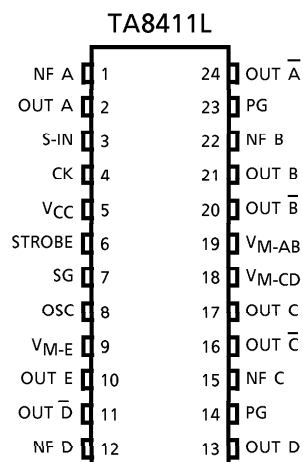 TA8411L
NF A 1 24 OUT A̅
OUT A 2 23 PG
S-IN 3 22 NF B
CK 4 21 OUT B
VCC 5 20 OUT B̅
STROBE 6 19 VM-AB
SG 7 18 VM-CD
OSC 8 17 OUT C
VM-E 9 16 OUT C̅
OUT E 10 15 NF C
OUT D̅ 11 14 PG
NF D 12 13 OUT D